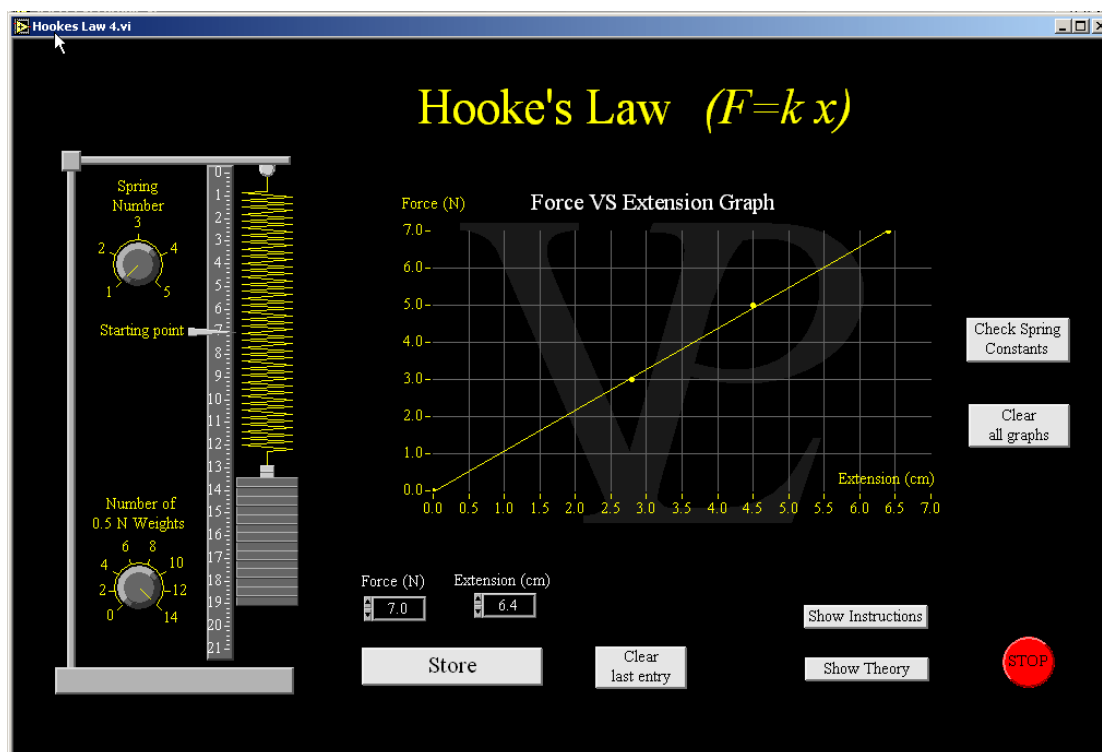 Hookes Law 4.vi
Hooke's Law (F=k x)
Spring
Number
1
2
3
4
5
Starting point
0-
1-
2-
3-
4-
5-
6-
7-
8-
9-
10-
11-
12-
13-
14-
15-
16-
17-
18-
19-
20-
21-
Number of
0.5 N Weights
0
2
4
6
8
10
12
14
Force (N)
Force VS Extension Graph
7.0-
6.0-
5.0-
4.0-
3.0-
2.0-
1.0-
0.0-
Extension (cm)
0.0 0.5 1.0 1.5 2.0 2.5 3.0 3.5 4.0 4.5 5.0 5.5 6.0 6.5 7.0
VPL
Check Spring
Constants
Clear
all graphs
Force (N)
7.0
Extension (cm)
6.4
Store
Clear
last entry
Show Instructions
Show Theory
STOP